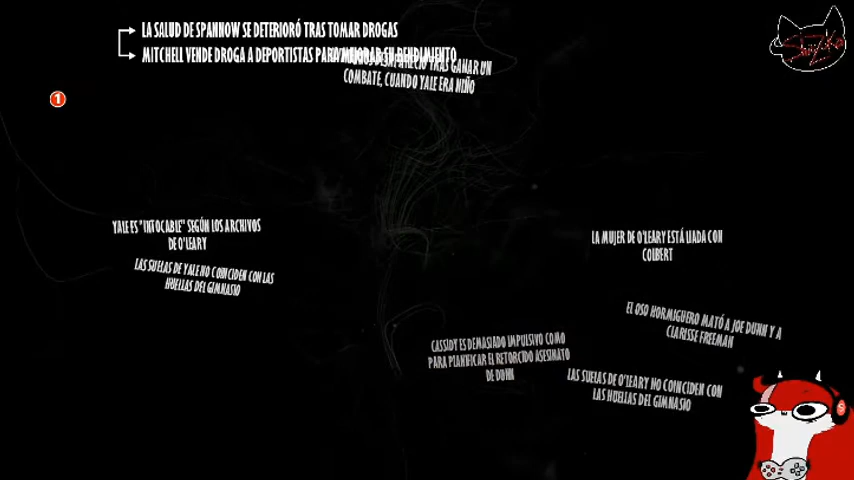 LA SALUD DE SPANNOW SE DETERIORÓ TRAS TOMAR DROGAS
MITCHELL VENDE DROGA A DEPORTISTAS PARA MEJORAR SU RENDIMIENTO
TRAS GANAR UN
COMBATE, CUANDO YALE ERA NIÑO
1
YALE ES "INTOCABLE" SEGÚN LOS ARCHIVOS
DE O'LEARY
LAS SUELAS DE YALE NO COINCIDEN CON LAS
HUELLAS DEL GIMNASIO
LA MUJER DE O'LEARY ESTÁ LIADA CON
COLBERT
EL OSO HORMIGUERO MATÓ A JOE DUNN Y A
CLARISSE FREEMAN
CASSIDY ES DEMASIADO IMPULSIVO COMO
PARA PLANIFICAR EL RETORCIDO ASESINATO
DE DUNN
LAS SUELAS DE O'LEARY NO COINCIDEN CON
LAS HUELLAS DEL GIMNASIO